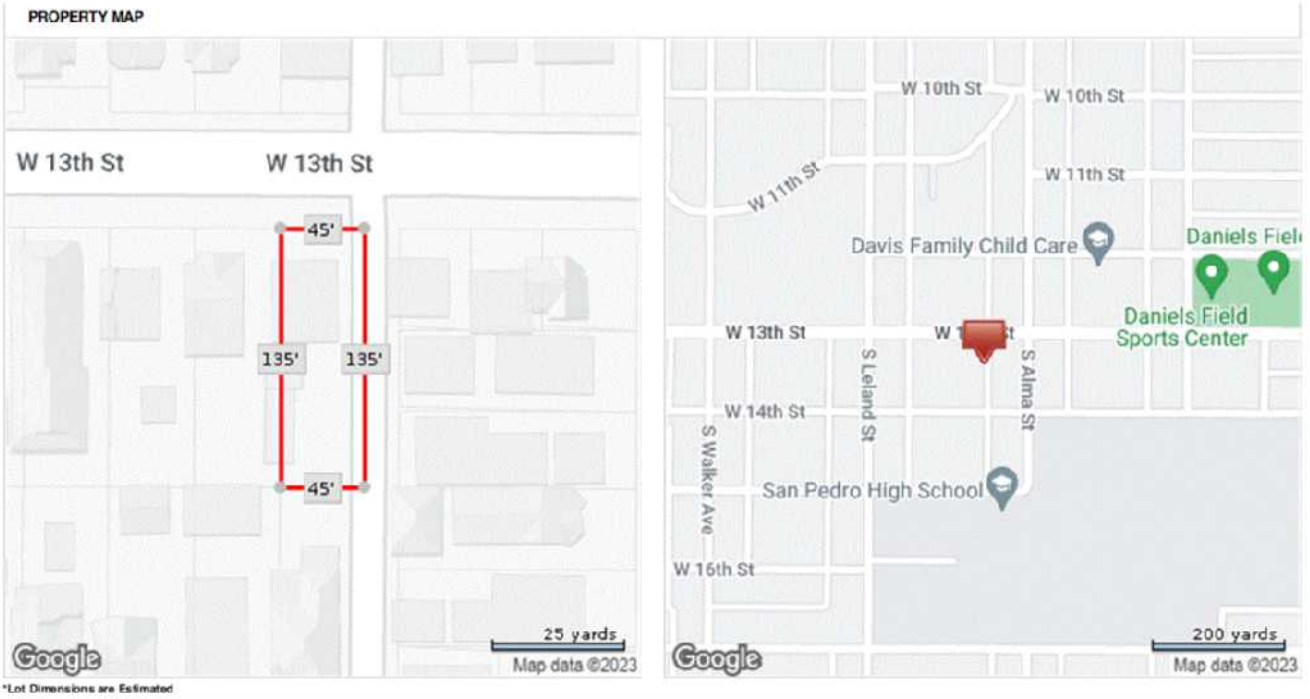 PROPERTY MAP
W 13th St
W 13th St
45'
135'
135'
45'
25 yards
Google
Map data ©2023
W 10th St
W 10th St
W 11th St
W 11th St
Davis Family Child Care
Daniels Fiel
Daniels Field
Sports Center
W 13th St
W 1
St
S Leland St
S Alma St
W 14th St
S Walker Ave
San Pedro High School
W 16th St
200 yards
Google
Map data ©2023
*Lot Dimensions are Estimated